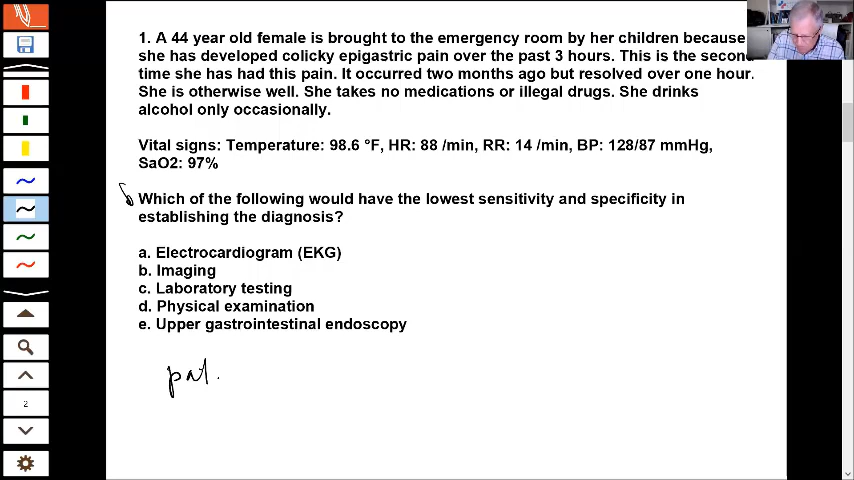 1. A 44 year old female is brought to the emergency room by her children because
she has developed colicky epigastric pain over the past 3 hours. This is the second
time she has had this pain. It occurred two months ago but resolved over one hour.
She is otherwise well. She takes no medications or illegal drugs. She drinks
alcohol only occasionally.
Vital signs: Temperature: 98.6 °F, HR: 88 /min, RR: 14 /min, BP: 128/87 mmHg,
SaO2: 97%
Which of the following would have the lowest sensitivity and specificity in
establishing the diagnosis?
a. Electrocardiogram (EKG)
b. Imaging
c. Laboratory testing
d. Physical examination
e. Upper gastrointestinal endoscopy
2